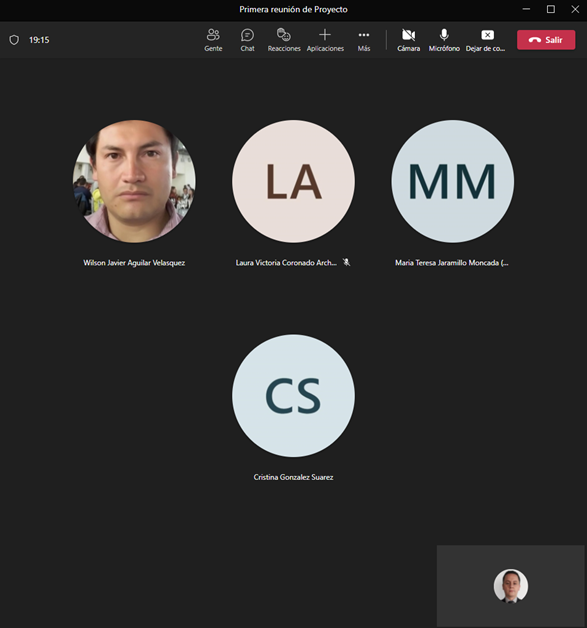 Primera reunión de Proyecto
19:15
Gente
Chat
Reacciones
Aplicaciones
Más
Cámara
Micrófono
Dejar de co...
Salir
LA
MM
Wilson Javier Aguilar Velasquez
Laura Victoria Coronado Arch...
Maria Teresa Jaramillo Moncada (...
CS
Cristina Gonzalez Suarez